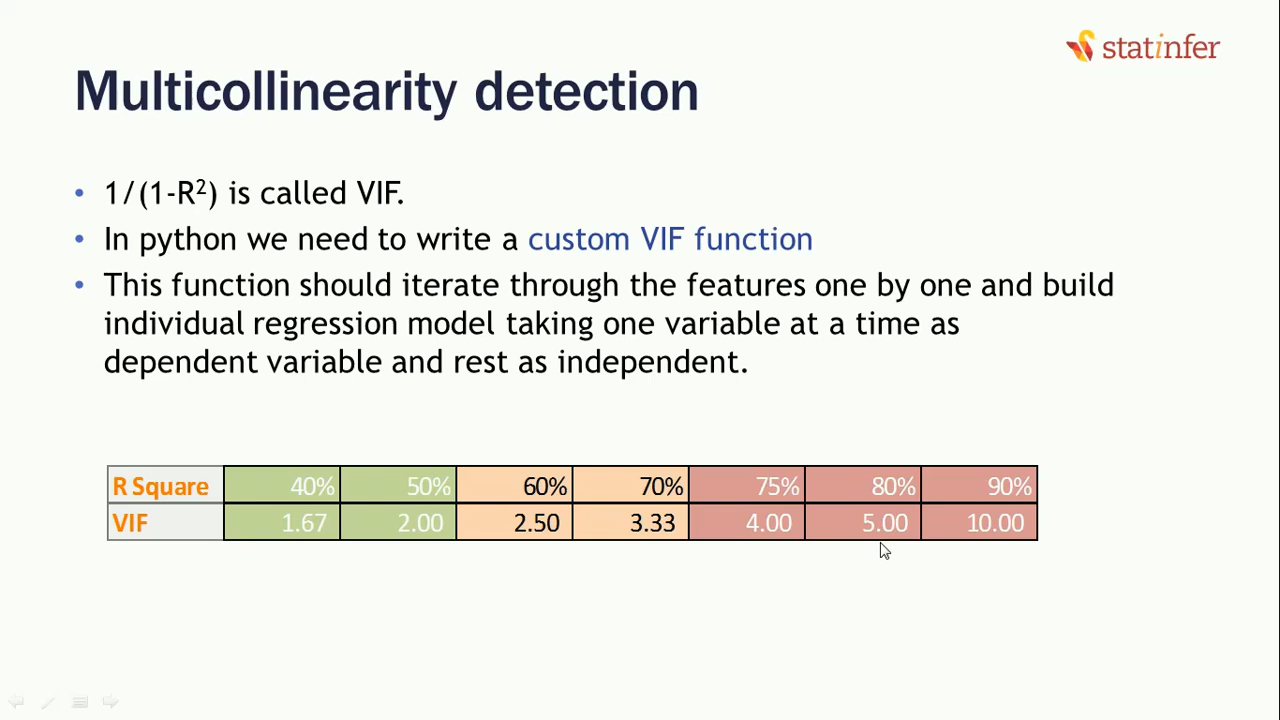 statinfer
Multicollinearity detection
• 1/(1-R²) is called VIF.
• In python we need to write a custom VIF function
• This function should iterate through the features one by one and build
individual regression model taking one variable at a time as
dependent variable and rest as independent.
R Square 40% 50% 60% 70% 75% 80% 90%
VIF 1.67 2.00 2.50 3.33 4.00 5.00 10.00